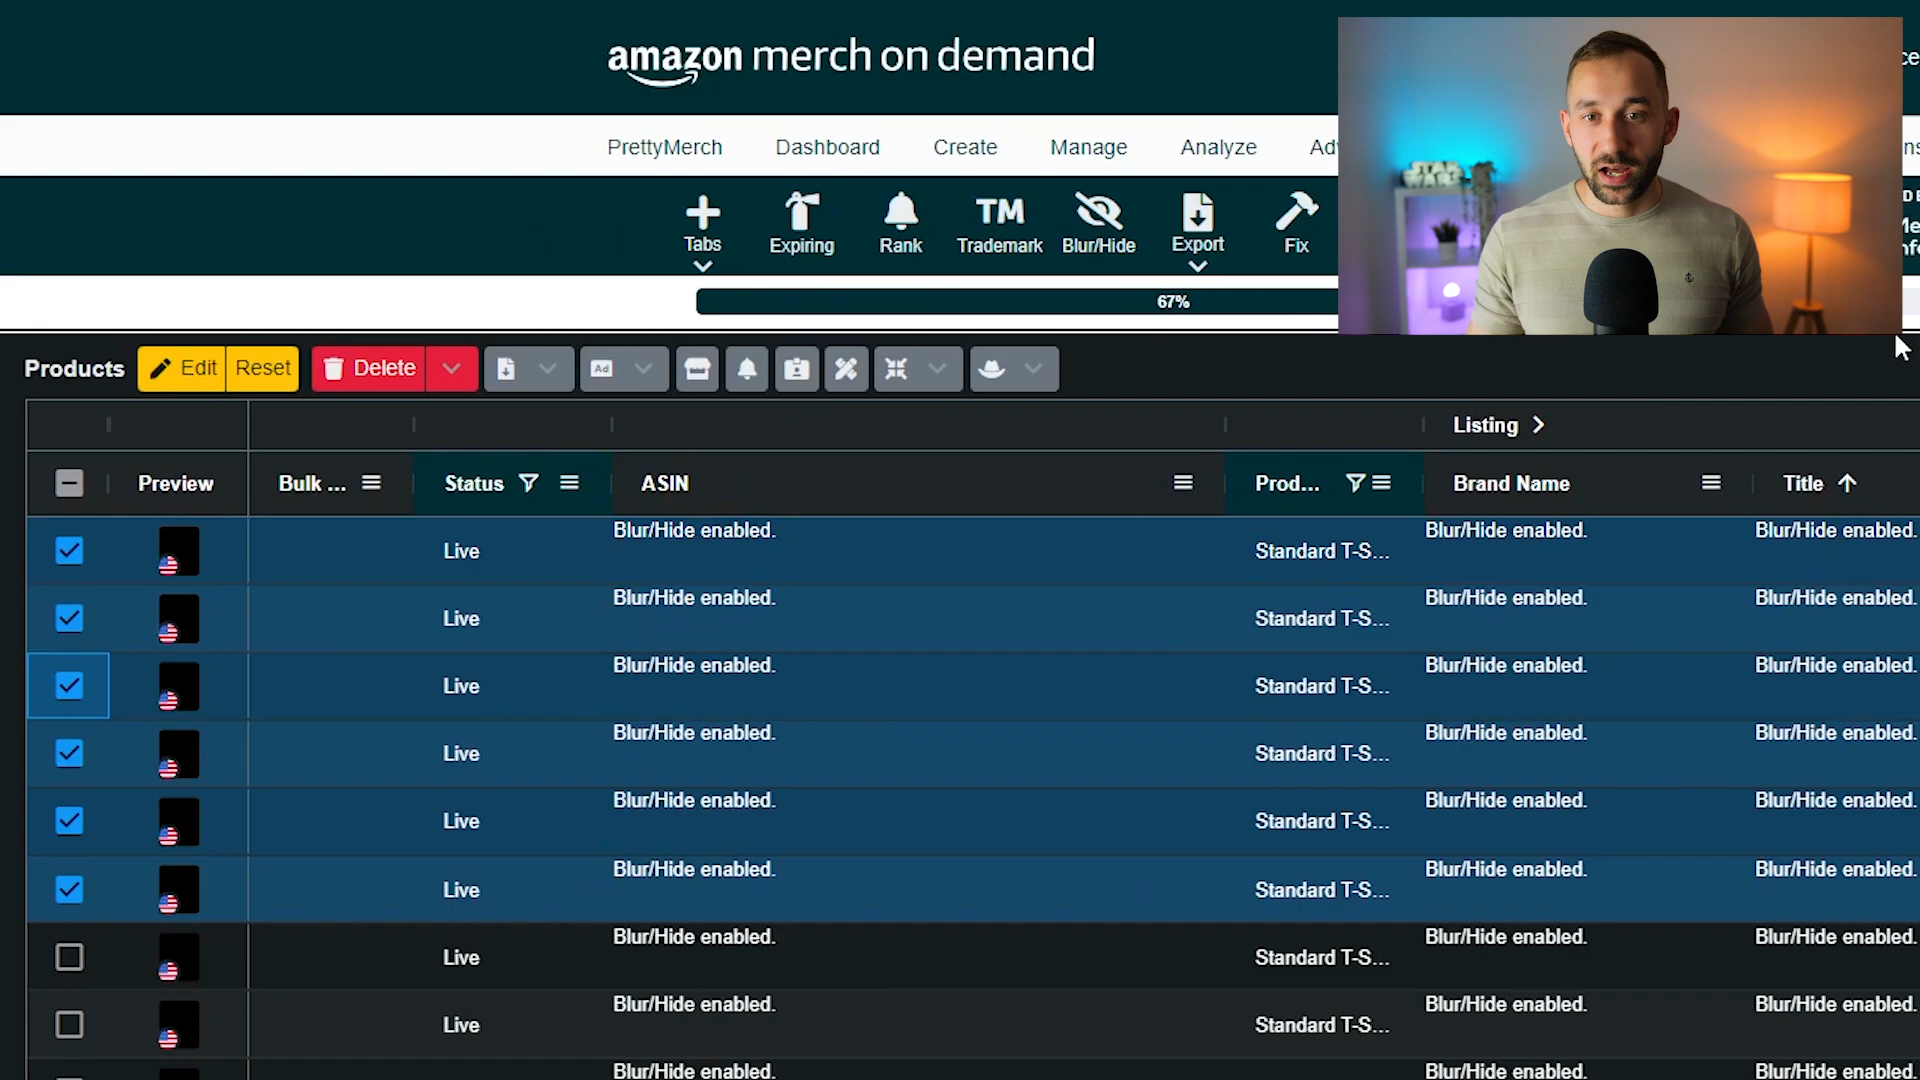 amazon merch on demand
PrettyMerch Dashboard Create Manage Analyze
Tabs Expiring Rank TM Trademark Blur/Hide Export Fix
67%
STAR WARS
Products Edit Reset Delete Ad
Listing
Preview Bulk ... Status ASIN Prod... Brand Name Title
Blur/Hide enabled. Blur/Hide enabled. Blur/Hide enabled.
Live Standard T-S...
Blur/Hide enabled. Blur/Hide enabled. Blur/Hide enabled.
Live Standard T-S...
Blur/Hide enabled. Blur/Hide enabled. Blur/Hide enabled.
Live Standard T-S...
Blur/Hide enabled. Blur/Hide enabled. Blur/Hide enabled.
Live Standard T-S...
Blur/Hide enabled. Blur/Hide enabled. Blur/Hide enabled.
Live Standard T-S...
Blur/Hide enabled. Blur/Hide enabled. Blur/Hide enabled.
Live Standard T-S...
Blur/Hide enabled. Blur/Hide enabled. Blur/Hide enabled.
Live Standard T-S...
Blur/Hide enabled. Blur/Hide enabled. Blur/Hide enabled.
Live Standard T-S...
Blur/Hide enabled. Blur/Hide enabled. Blur/Hide enabled.